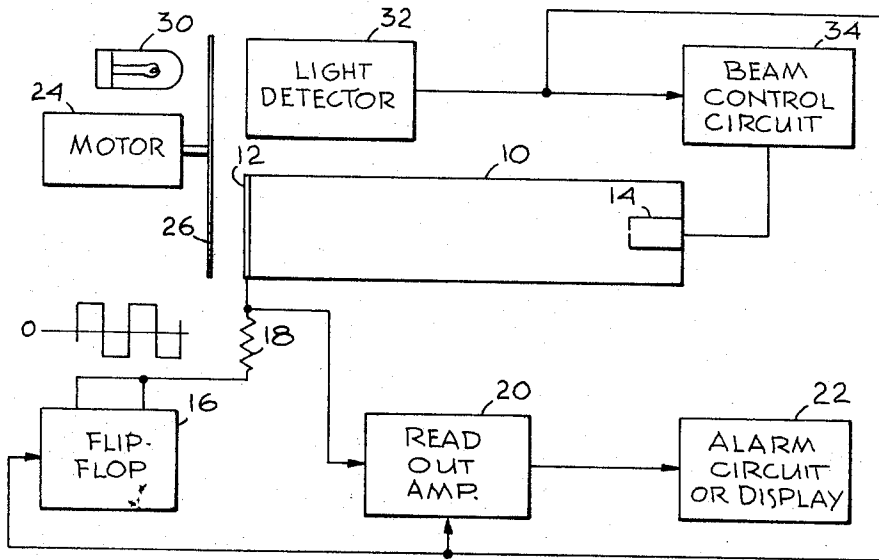 30
32
34
LIGHT
DETECTOR
BEAM
CONTROL
CIRCUIT
24
MOTOR
12
10
14
26
0
18
16
FLIP-
FLOP
20
READ
OUT
AMP.
22
ALARM
CIRCUIT
OR DISPLAY